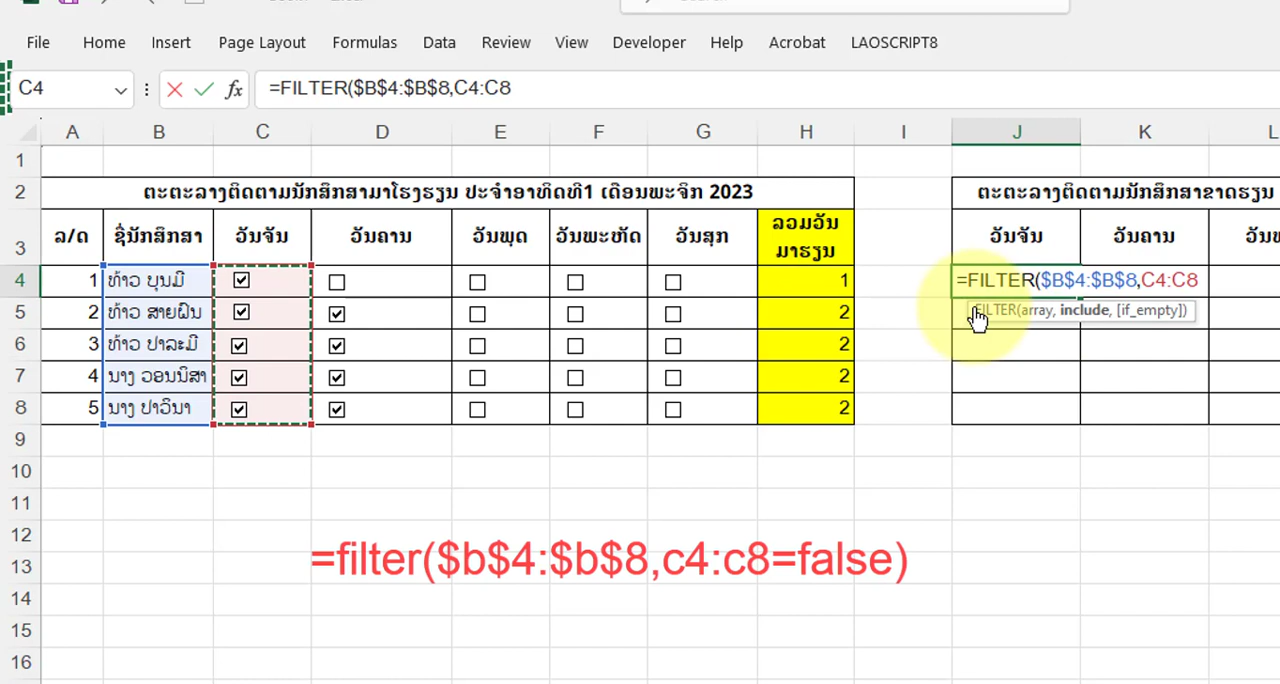 File Home Insert Page Layout Formulas Data Review View Developer Help Acrobat LAOSCRIPT8
C4 fx =FILTER($B$4:$B$8,C4:C8
A B C D E F G H I J K L
1
2 ຕະຕະລາງຕິດຕາມນັກສຶກສາມາໂຮງຮຽນ ປະຈຳອາທິດທີ1 ເດືອນພະຈິກ 2023 ຕະຕະລາງຕິດຕາມນັກສຶກສາຂາດຮຽນ
3 ລ/ດ ຊື່ນັກສຶກສາ ວັນຈັນ ວັນຄານ ວັນພຸດ ວັນພະຫັດ ວັນສຸກ ລວມວັນ ມາຮຽນ ວັນຈັນ ວັນຄານ
4 1 ທ້າວ ບຸນມີ 1 =FILTER($B$4:$B$8,C4:C8
5 2 ທ້າວ ສາຍຝົນ 2 FILTER(array, include, [if_empty])
6 3 ທ້າວ ປາລະມີ 2
7 4 ນາງ ວອນນິສາ 2
8 5 ນາງ ປາວິນາ 2
9
10
11
12
13
14
15
16
=filter($b$4:$b$8,c4:c8=false)